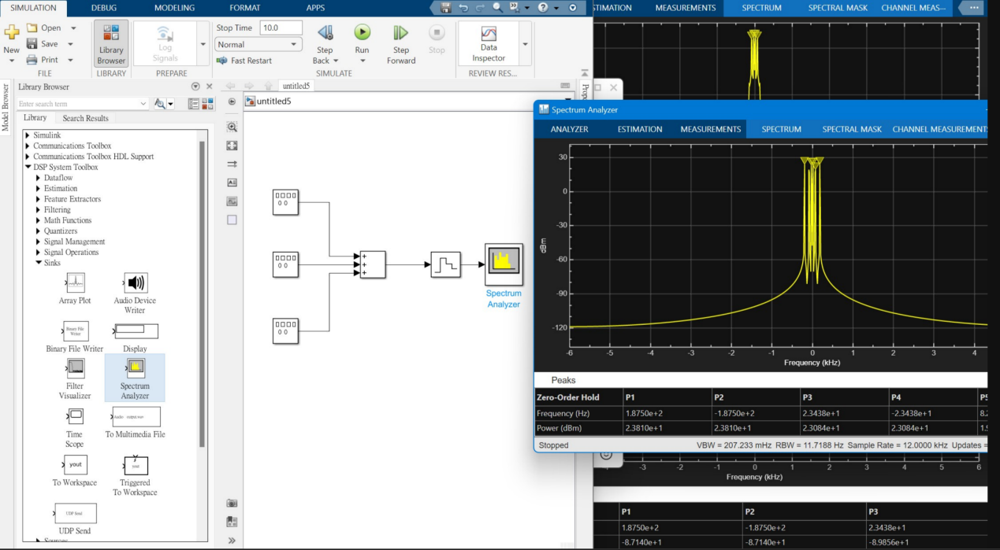 SIMULATION DEBUG MODELING FORMAT APPS
New
Open
Save
Print
FILE
Library Browser
LIBRARY
Log Signals
PREPARE
Stop Time 10.0
Normal
Fast Restart
Step Back
Run
Step Forward
Stop
SIMULATE
Data Inspector
REVIEW RES...
Model Browser
Library Browser
Enter search term
Library Search Results
Simulink
Communications Toolbox
Communications Toolbox HDL Support
DSP System Toolbox
Dataflow
Estimation
Feature Extractors
Filtering
Math Functions
Quantizers
Signal Management
Signal Operations
Sinks
Array Plot
Audio Device Writer
Binary File Writer
Binary File Writer
Display
Filter Visualizer
Spectrum Analyzer
Time Scope
Audio output.wav
To Multimedia File
yout
To Workspace
yout
Triggered To Workspace
UDP Send
UDP Send
Sources
untitled5
untitled5
Prope
Spectrum Analyzer
TIMATION MEASUREMENTS SPECTRUM SPECTRAL MASK CHANNEL MEAS...
Spectrum Analyzer
ANALYZER ESTIMATION MEASUREMENTS SPECTRUM SPECTRAL MASK CHANNEL MEASUREMENTS
30
0
-30
-60
-90
-120
dBm
-6 -5 -4 -3 -2 -1 0 1 2 3 4
Frequency (kHz)
Peaks
Zero-Order Hold P1 P2 P3 P4 P5
Frequency (Hz) 1.8750e+2 -1.8750e+2 2.3438e+1 -2.3438e+1 8.2
Power (dBm) 2.3810e+1 2.3810e+1 2.3084e+1 2.3084e+1 1.9
Stopped VBW = 207.233 mHz RBW = 11.7188 Hz Sample Rate = 12.0000 kHz Updates =
-3 -2 -1 0 1 2 3 4 5 6
Frequency (kHz)
P1 P2 P3
1.8750e+2 -1.8750e+2 2.3438e+1
-8.7140e+1 -8.7140e+1 -8.9856e+1